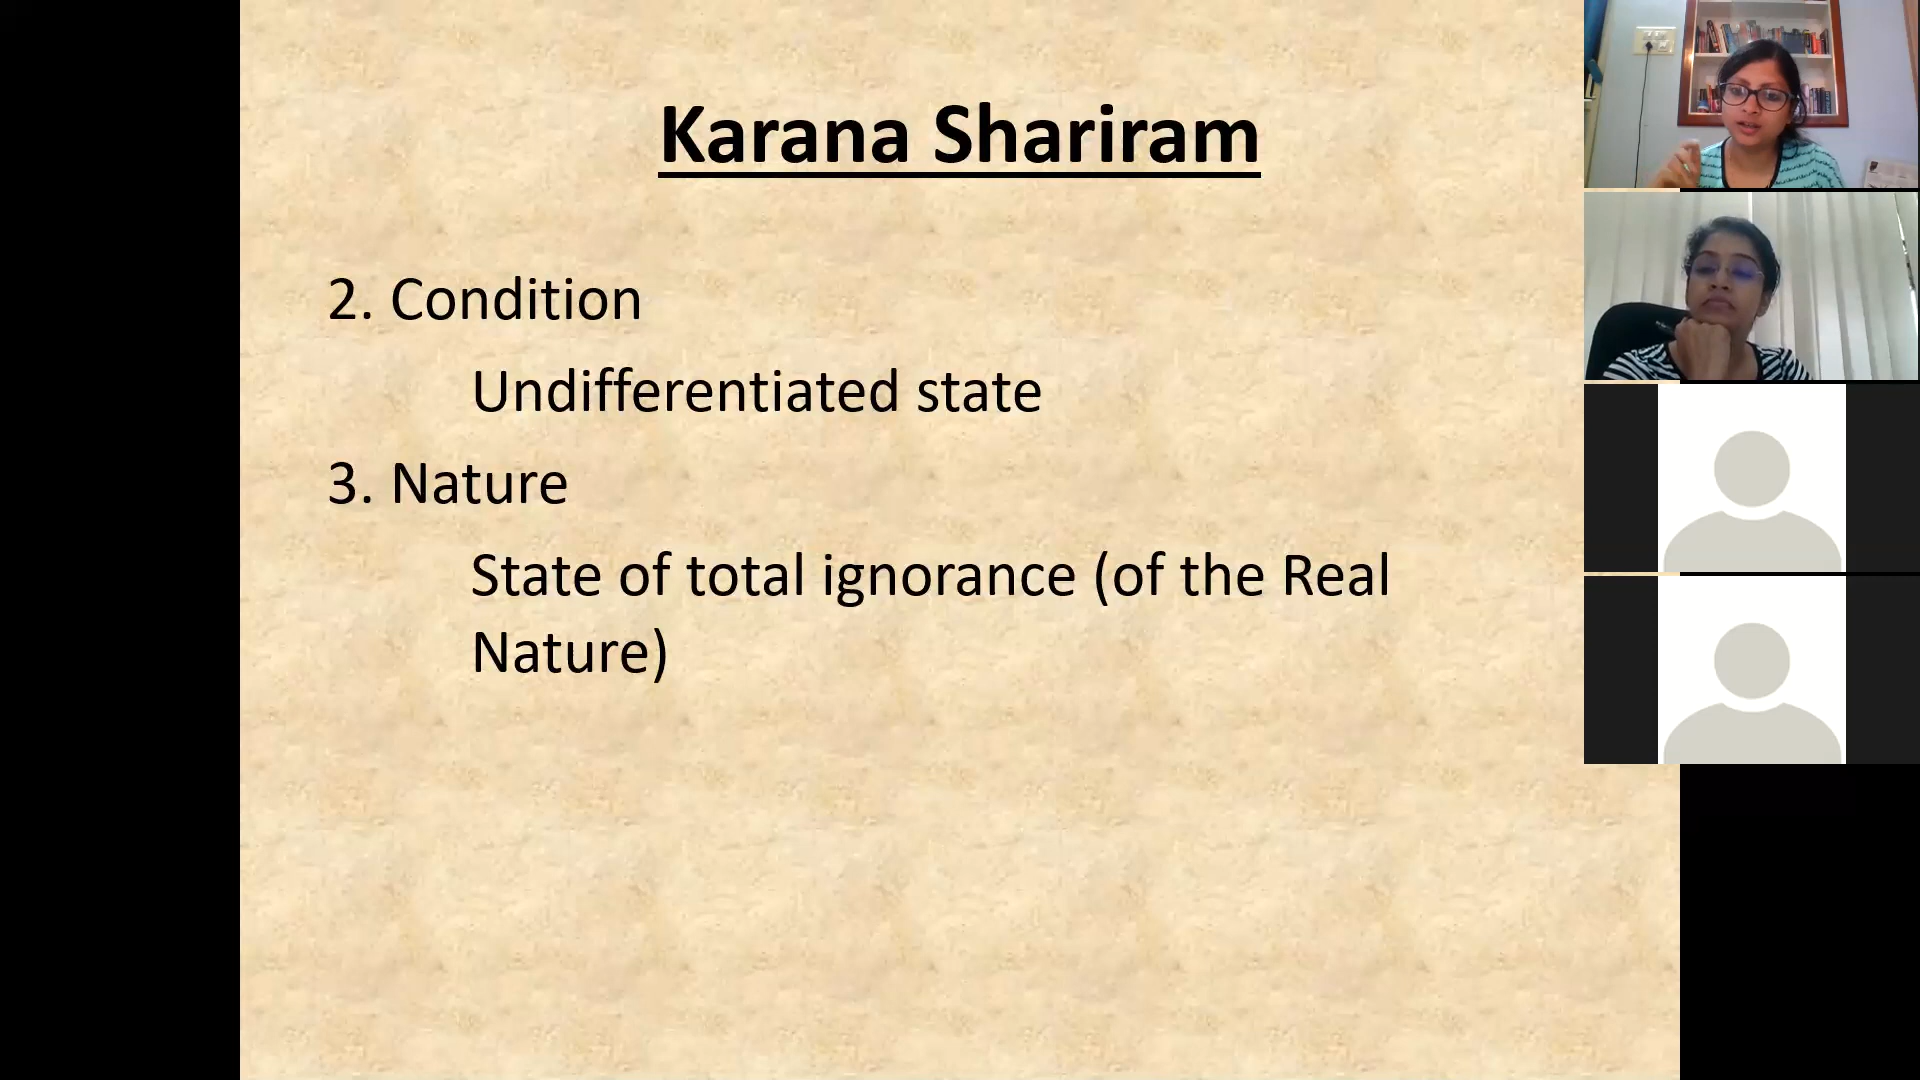 Karana Shariram
2. Condition
Undifferentiated state
3. Nature
State of total ignorance (of the Real
Nature)